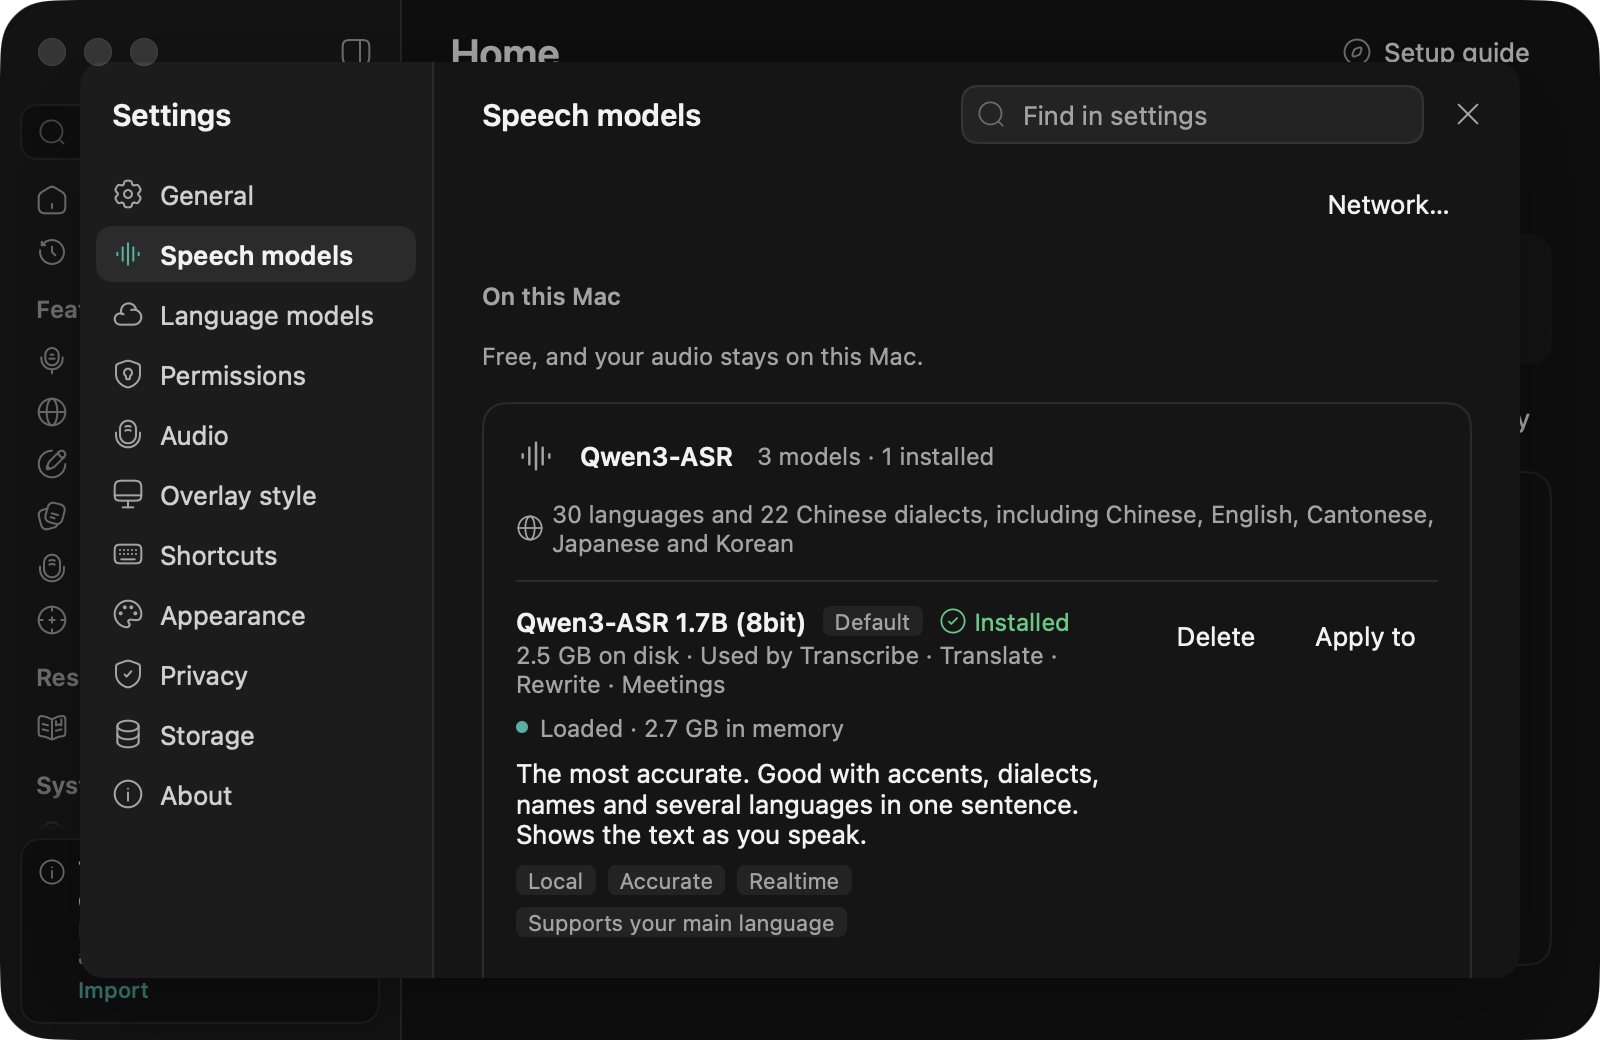 Home
Setup guide
Settings
Speech models
Find in settings
General
Speech models
Language models
Permissions
Audio
Overlay style
Shortcuts
Appearance
Privacy
Storage
About
Network...
On this Mac
Free, and your audio stays on this Mac.
Qwen3-ASR 3 models · 1 installed
30 languages and 22 Chinese dialects, including Chinese, English, Cantonese,
Japanese and Korean
Qwen3-ASR 1.7B (8bit) Default Installed
2.5 GB on disk · Used by Transcribe · Translate ·
Rewrite · Meetings
Delete
Apply to
Loaded · 2.7 GB in memory
The most accurate. Good with accents, dialects,
names and several languages in one sentence.
Shows the text as you speak.
Local Accurate Realtime
Supports your main language
Import